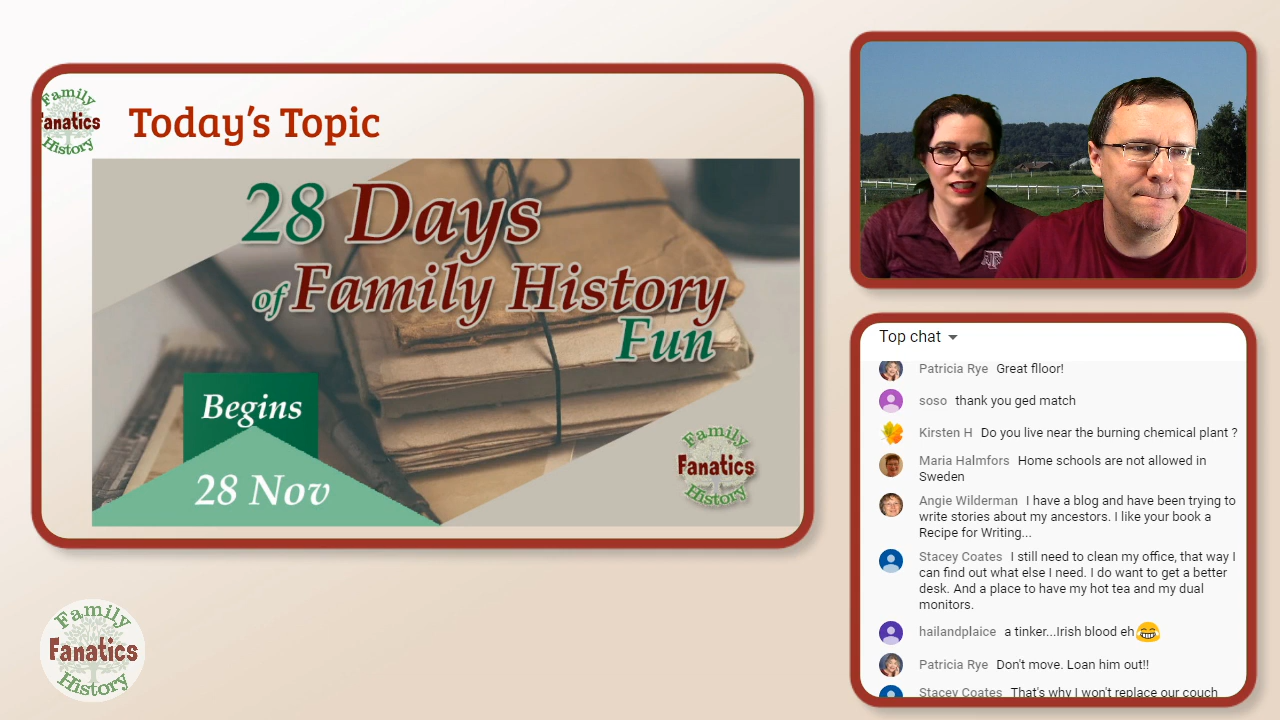 Family
Fanatics
History
Today's Topic
28 Days
of Family History
Fun
Begins
28 Nov
Family
Fanatics
History
Family
Fanatics
History
ATM
Top chat
Patricia Rye Great flloor!
soso thank you ged match
Kirsten H Do you live near the burning chemical plant ?
Maria Halmfors Home schools are not allowed in
Sweden
Angie Wilderman I have a blog and have been trying to
write stories about my ancestors. I like your book a
Recipe for Writing...
Stacey Coates I still need to clean my office, that way I
can find out what else I need. I do want to get a better
desk. And a place to have my hot tea and my dual
monitors.
hailandplaice a tinker...Irish blood eh😂
Patricia Rye Don't move. Loan him out!!
Stacey Coates That's why I won't replace our couch